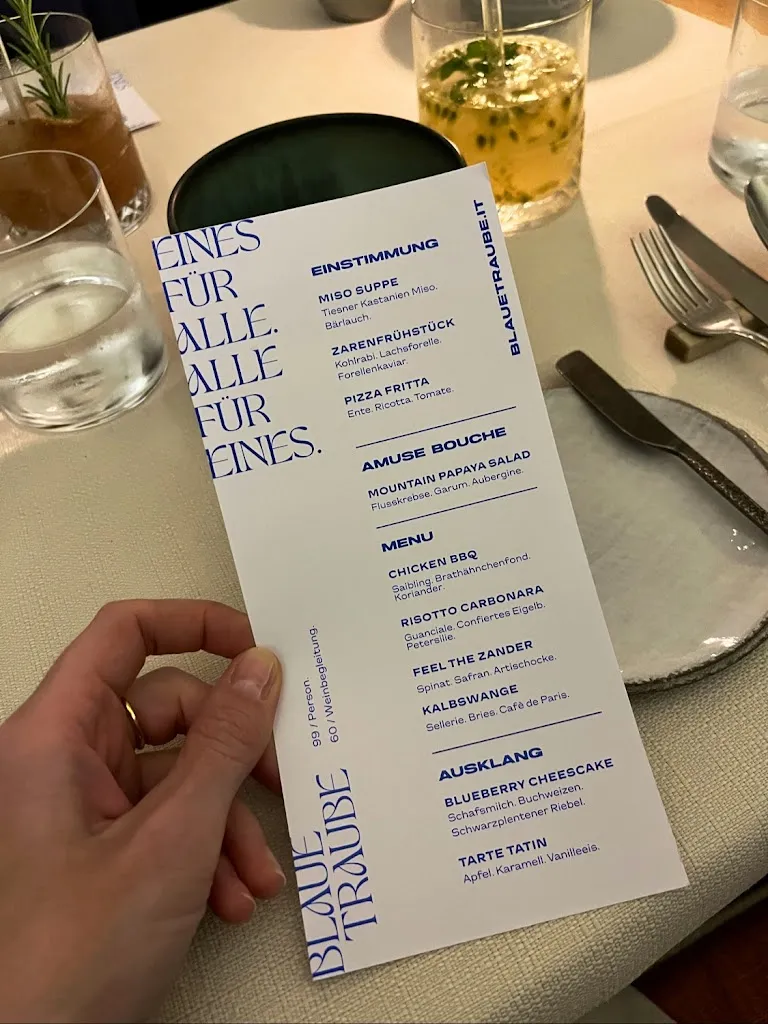 EINES
FÜR
ALLE.
ALLE
FÜR
EINES.
EINSTIMMUNG
MISO SUPPE
Tiesner Kastanien Miso.
Bärlauch.
ZARENFRÜHSTÜCK
Kohlrabi. Lachsforelle.
Forellenkaviar.
PIZZA FRITTA
Ente. Ricotta. Tomate.
AMUSE BOUCHE
MOUNTAIN PAPAYA SALAD
Flusskrebse. Garum. Aubergine.
MENU
CHICKEN BBQ
Saibling. Brathähnchenfond.
Koriander.
RISOTTO CARBONARA
Guanciale. Confiertes Eigelb.
Petersilie.
FEEL THE ZANDER
Spinat. Safran. Artischocke.
KALBSWANGE
Sellerie. Bries. Cafè de Paris.
AUSKLANG
BLUEBERRY CHEESCAKE
Schafsmilch. Buchweizen.
Schwarzplentener Riebel.
TARTE TATIN
Apfel. Karamell. Vanilleeis.
BLAUETRAUBE.IT
99 / Person.
60 / Weinbegleitung.
BLAUE
TRAUBE